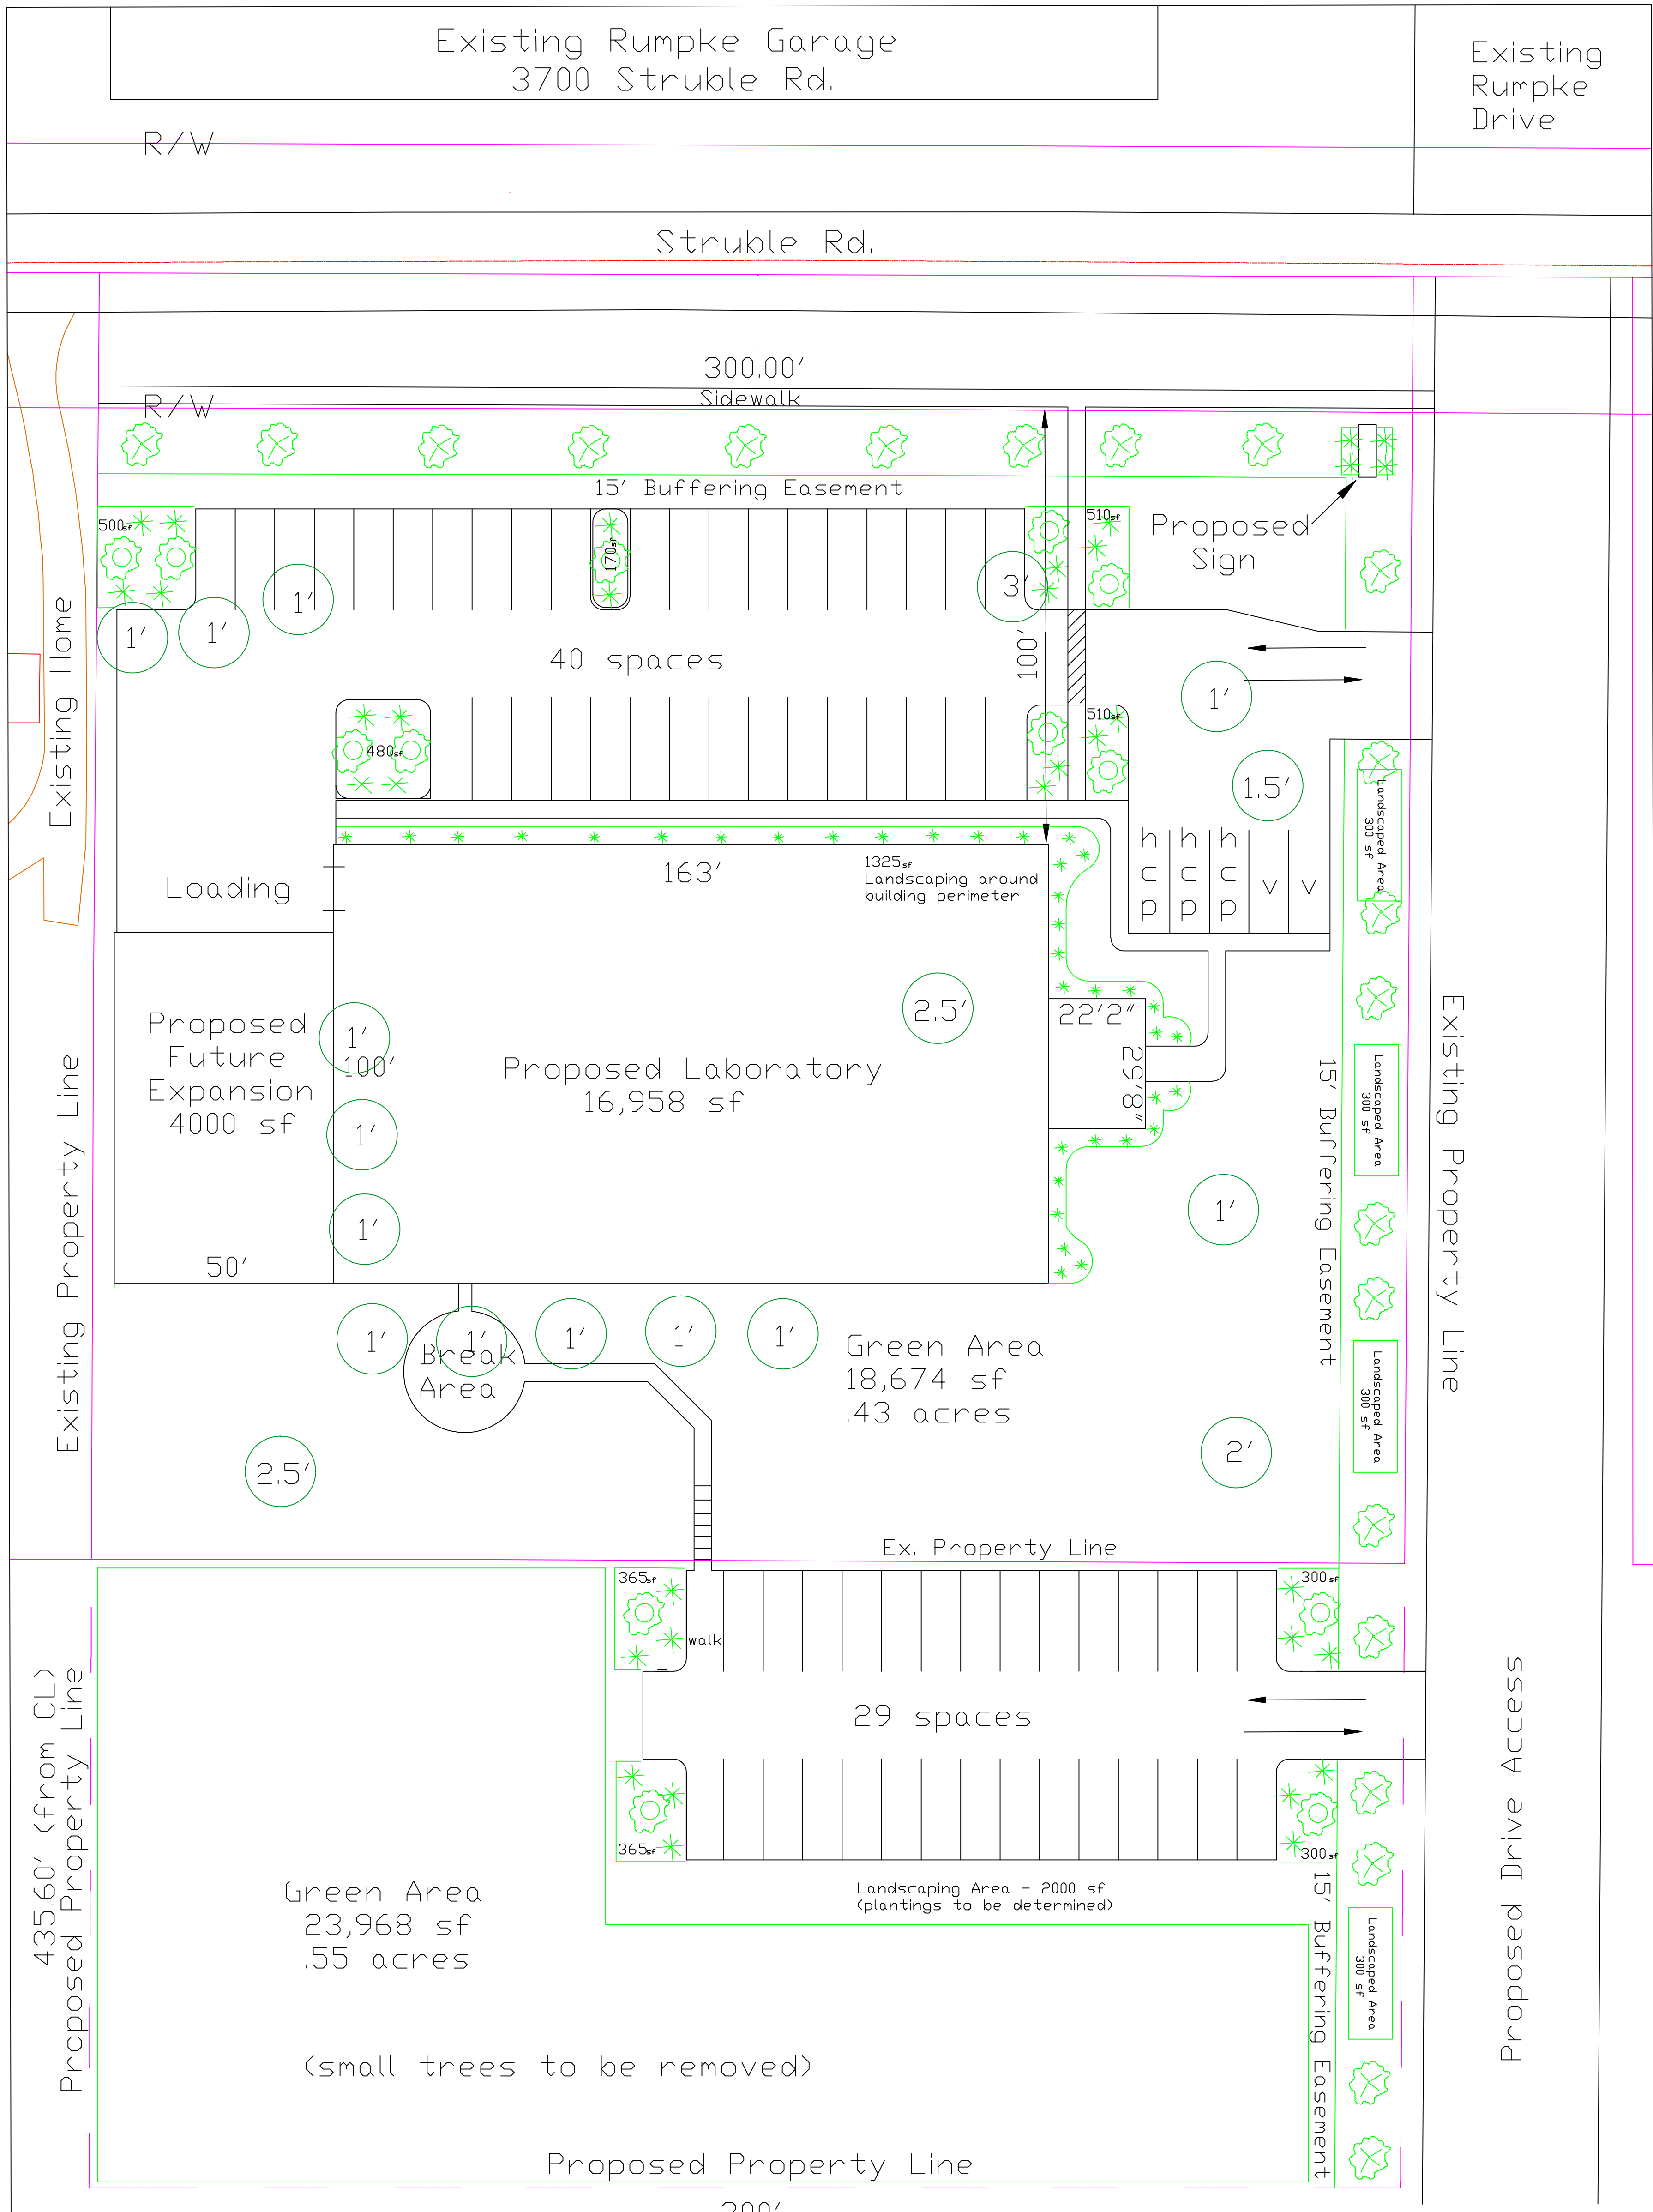 Existing Rumpke Garage
3700 Struble Rd.
Existing
Rumpke
Drive
R/W
Struble Rd.
300.00'
Sidewalk
R/W
15' Buffering Easement
500sf
170sf
510sf
Proposed
Sign
3'
1'
1'
1'
40 spaces
100'
1'
Existing Home
480sf
510sf
1.5'
Landscaped Area
300 sf
hcp
hcp
hcp
v
v
Loading
163'
1325sf
Landscaping around
building perimeter
Proposed
Future
Expansion
4000 sf
50'
1'
100'
1'
1'
2.5'
Proposed Laboratory
16,958 sf
22'2"
29'8"
Landscaped Area
300 sf
15' Buffering Easement
Existing Property Line
Existing Property Line
1'
1'
1'
1'
1'
1'
Break
Area
Green Area
18,674 sf
.43 acres
Landscaped Area
300 sf
2.5'
2'
Ex. Property Line
365sf
300sf
walk
29 spaces
365sf
300sf
Landscaping Area - 2000 sf
(plantings to be determined)
435.60' (from CL)
Proposed Property Line
Green Area
23,968 sf
.55 acres
15' Buffering Easement
Landscaped Area
300 sf
Proposed Drive Access
(small trees to be removed)
Proposed Property Line